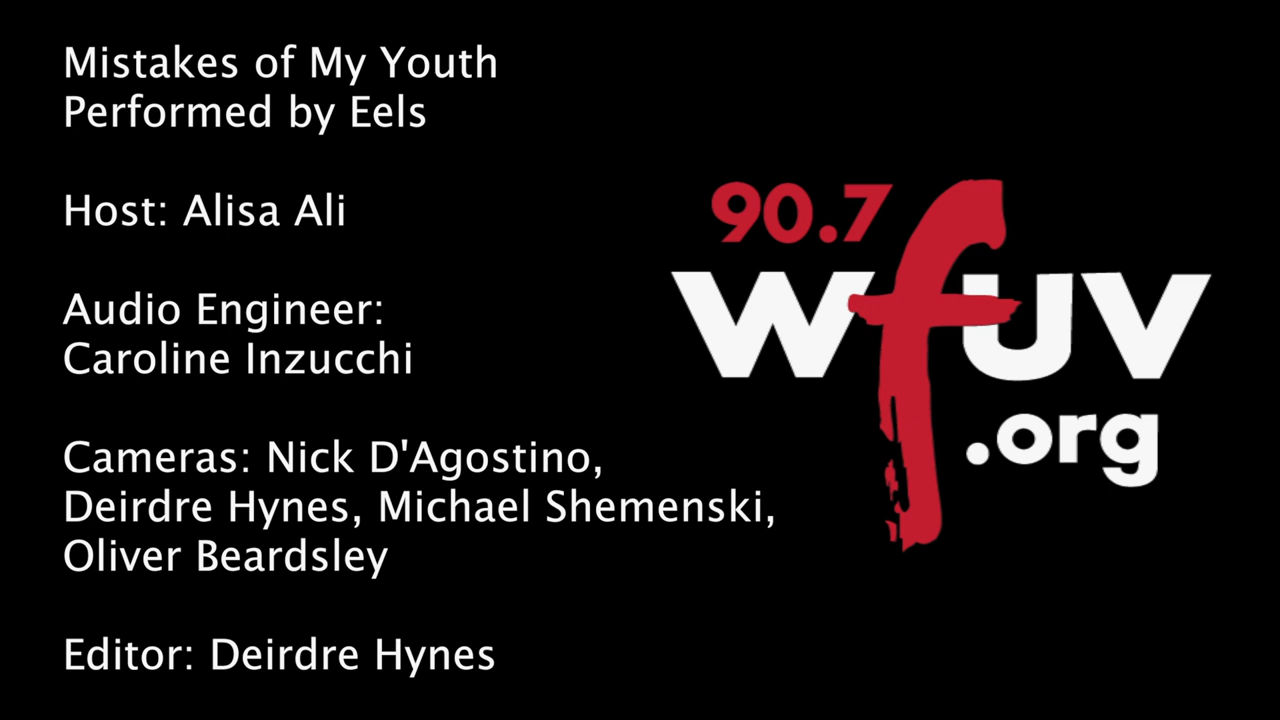 Mistakes of My Youth
Performed by Eels
Host: Alisa Ali
Audio Engineer:
Caroline Inzucchi
Cameras: Nick D'Agostino,
Deirdre Hynes, Michael Shemenski,
Oliver Beardsley
Editor: Deirdre Hynes
90.7
wfuv
.org